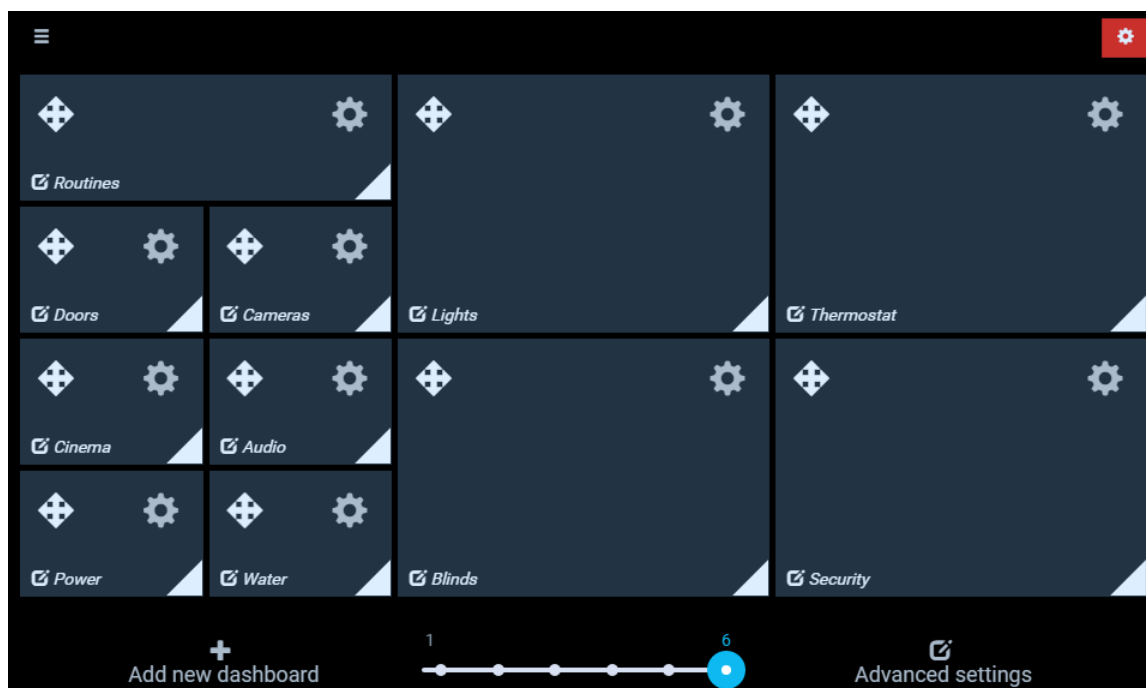 Routines
Doors
Cameras
Lights
Thermostat
Cinema
Audio
Power
Water
Blinds
Security
1
6
Add new dashboard
Advanced settings